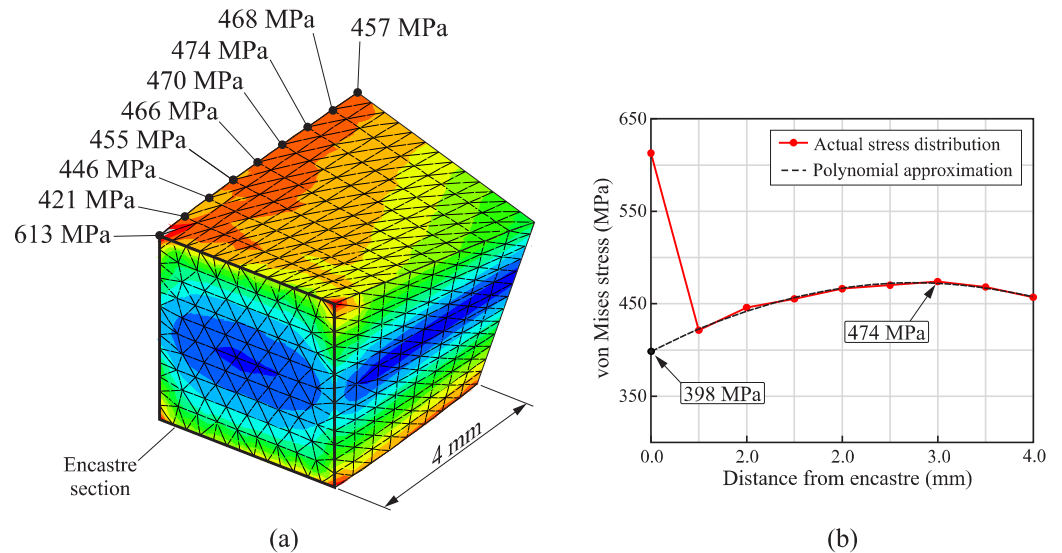 468 MPa
457 MPa
474 MPa
470 MPa
466 MPa
455 MPa
446 MPa
421 MPa
613 MPa
Encastre
section
4 mm
(a)
650
550
450
350
von Mises stress (MPa)
Actual stress distribution
Polynomial approximation
474 MPa
398 MPa
0.0
2.0
2.0
3.0
4.0
Distance from encastre (mm)
(b)